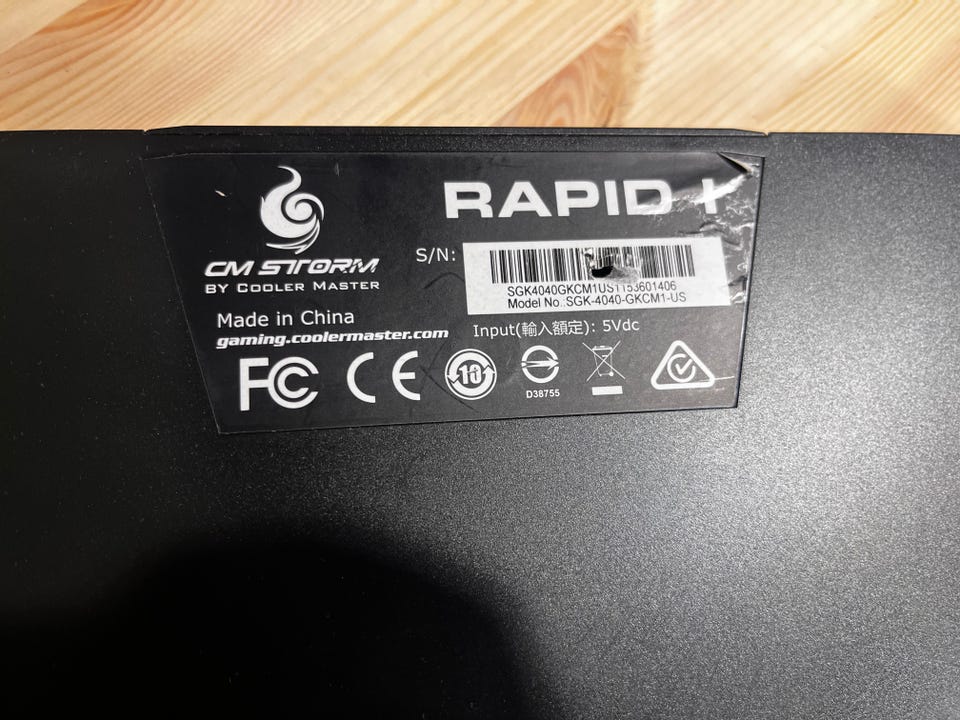 RAPID I
CM STORM
BY COOLER MASTER
S/N:
SGK4040GKCM1US1153601406
Model No.:SGK-4040-GKCM1-US
Made in China
gaming.coolermaster.com
Input(輸入額定): 5Vdc
FC CE 10
D38755